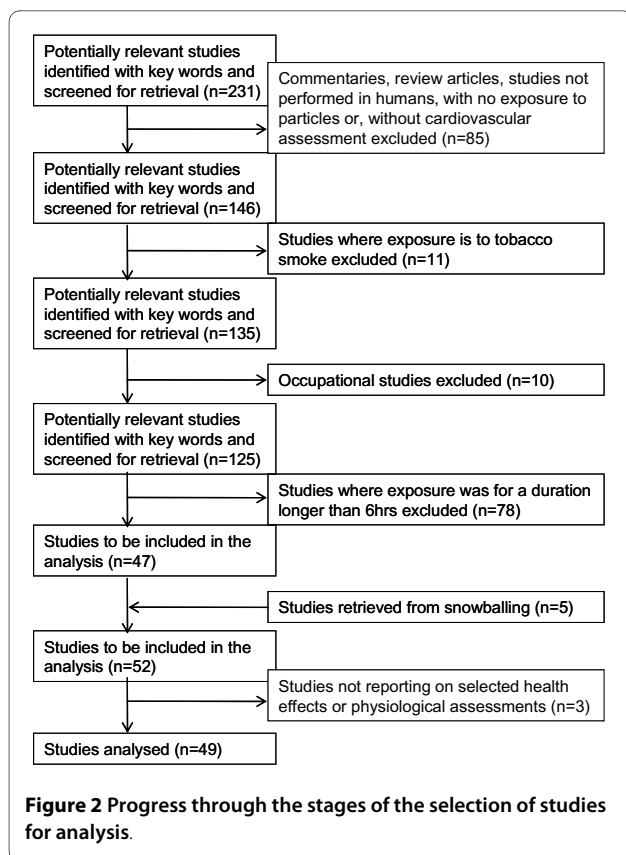 Potentially relevant studies
identified with key words and
screened for retrieval (n=231)
Commentaries, review articles, studies not
performed in humans, with no exposure to
particles or, without cardiovascular
assessment excluded (n=85)
Potentially relevant studies
identified with key words and
screened for retrieval (n=146)
Studies where exposure is to tobacco
smoke excluded (n=11)
Potentially relevant studies
identified with key words and
screened for retrieval (n=135)
Occupational studies excluded (n=10)
Potentially relevant studies
identified with key words and
screened for retrieval (n=125)
Studies where exposure was for a duration
longer than 6hrs excluded (n=78)
Studies to be included in the
analysis (n=47)
Studies retrieved from snowballing (n=5)
Studies to be included in the
analysis (n=52)
Studies not reporting on selected health
effects or physiological assessments (n=3)
Studies analysed (n=49)
Figure 2 Progress through the stages of the selection of studies
for analysis.